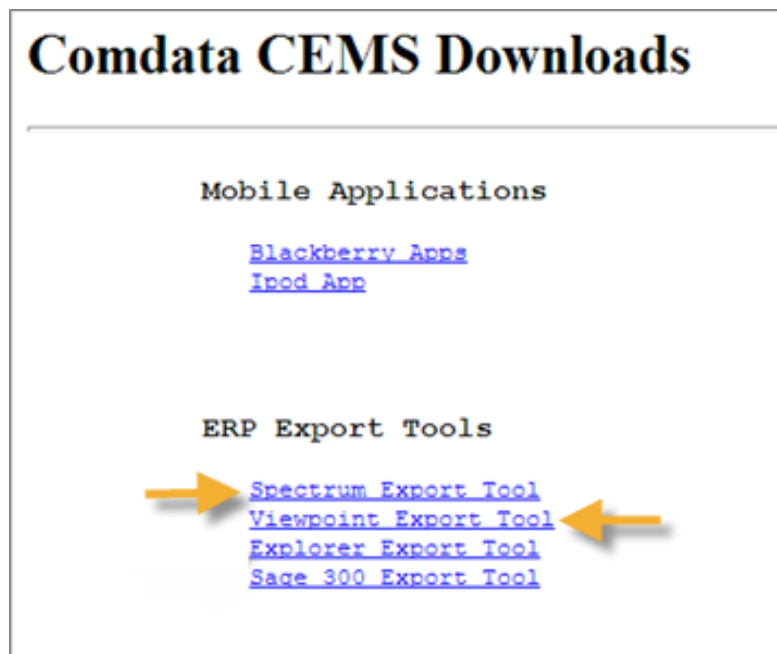 Comdata CEMS Downloads
Mobile Applications
Blackberry Apps
Ipod App
ERP Export Tools
Spectrum Export Tool
Viewpoint Export Tool
Explorer Export Tool
Sage 300 Export Tool